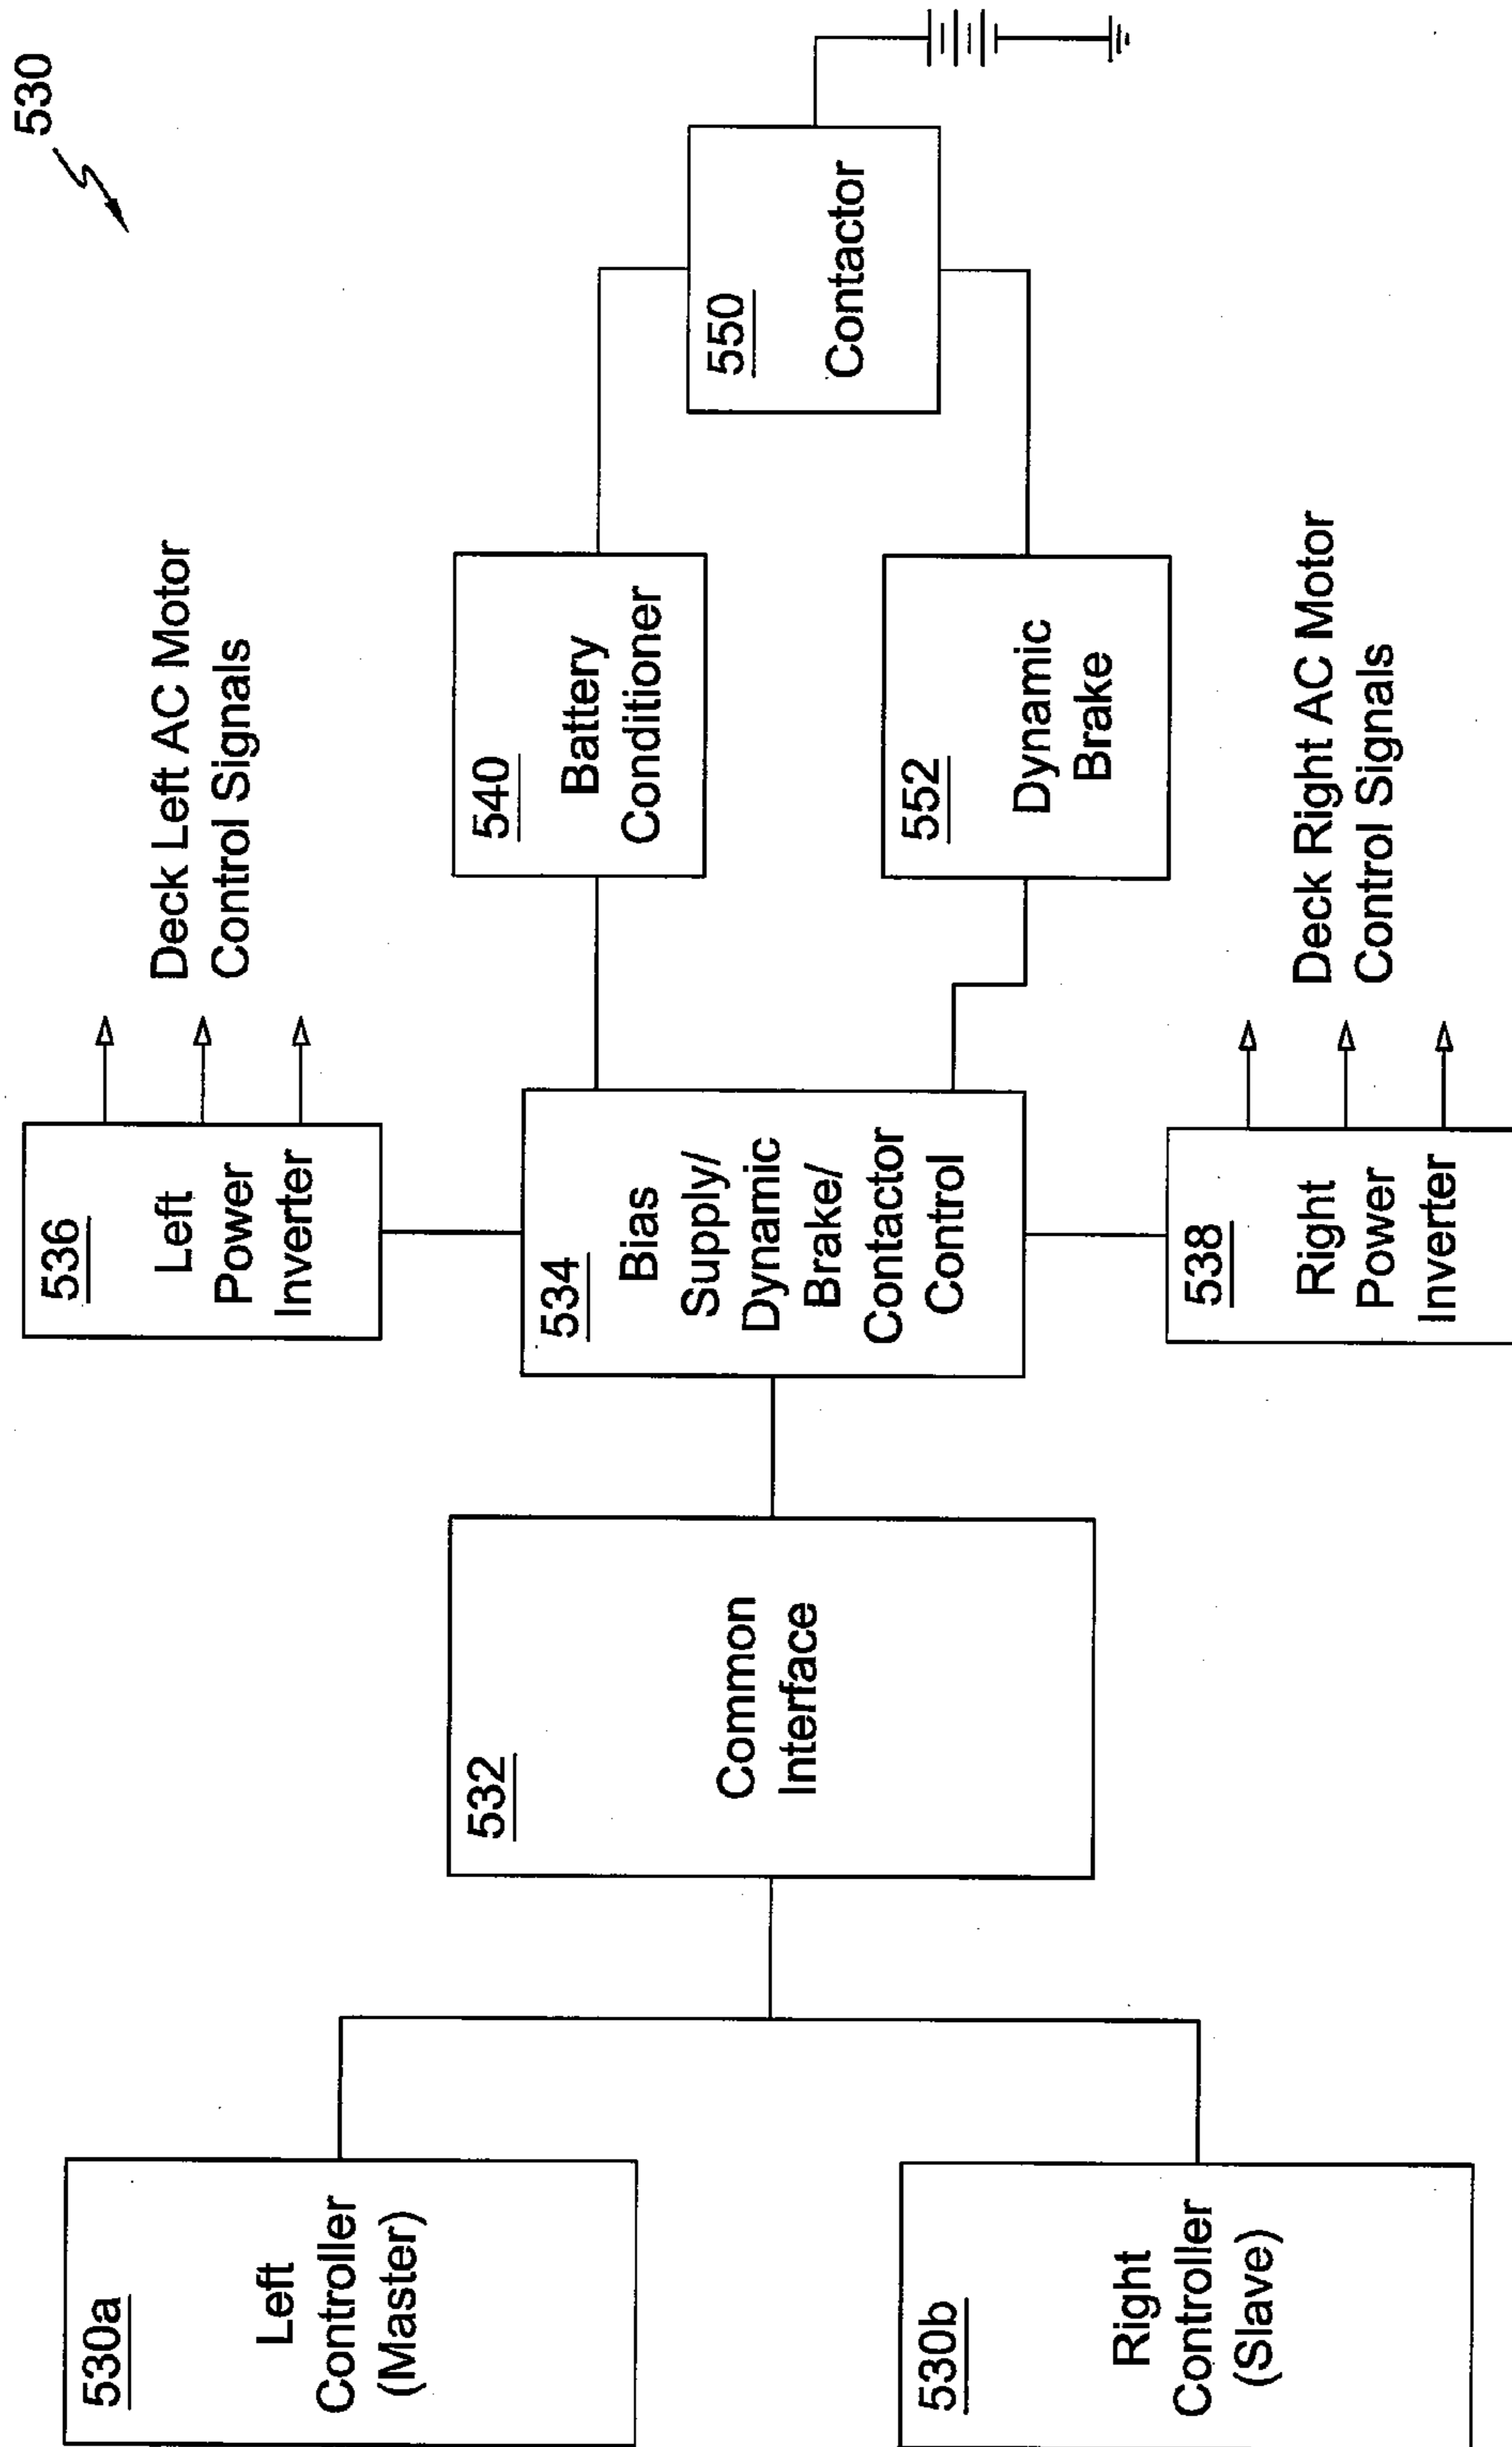 530
530a
Left
Controller
(Master)
530b
Right
Controller
(Slave)
532
Common
Interface
536
Left
Power
Inverter
Deck Left AC Motor
Control Signals
534
Bias
Supply/
Dynamic
Brake/
Contactor
Control
538
Right
Power
Inverter
Deck Right AC Motor
Control Signals
540
Battery
Conditioner
552
Dynamic
Brake
550
Contactor